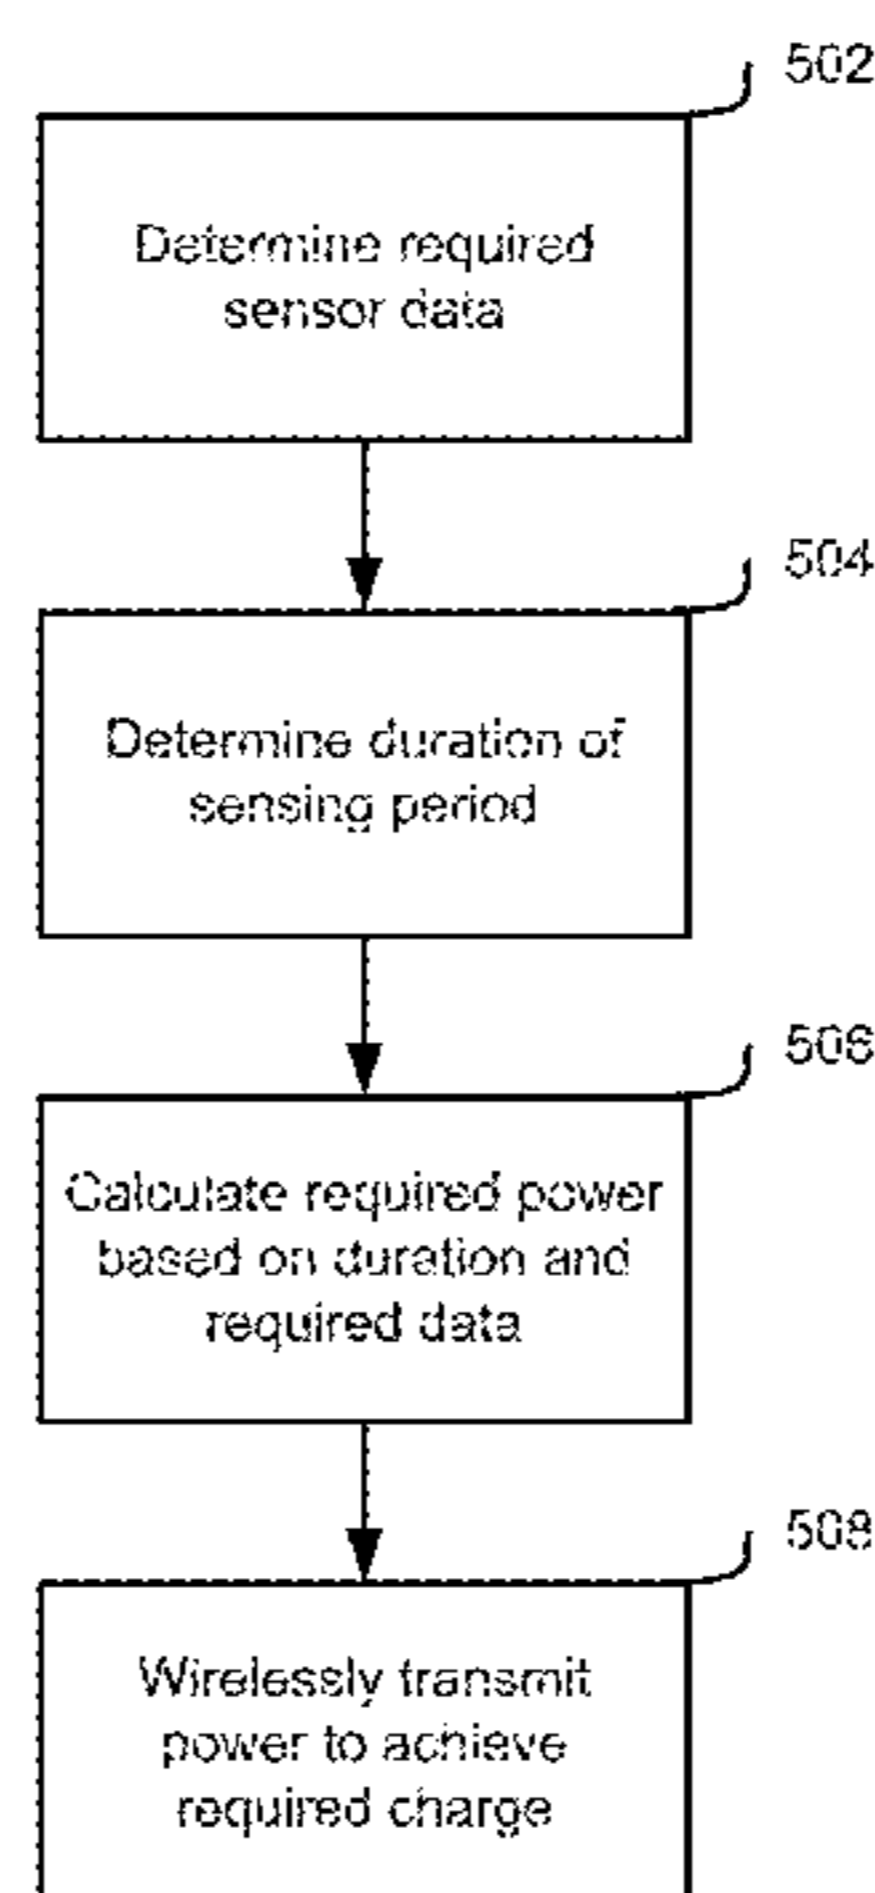 502
Determine required
sensor data
504
Determine duration of
sensing period
506
Calculate required power
based on duration and
required data
508
Wirelessly transmit
power to achieve
required charge